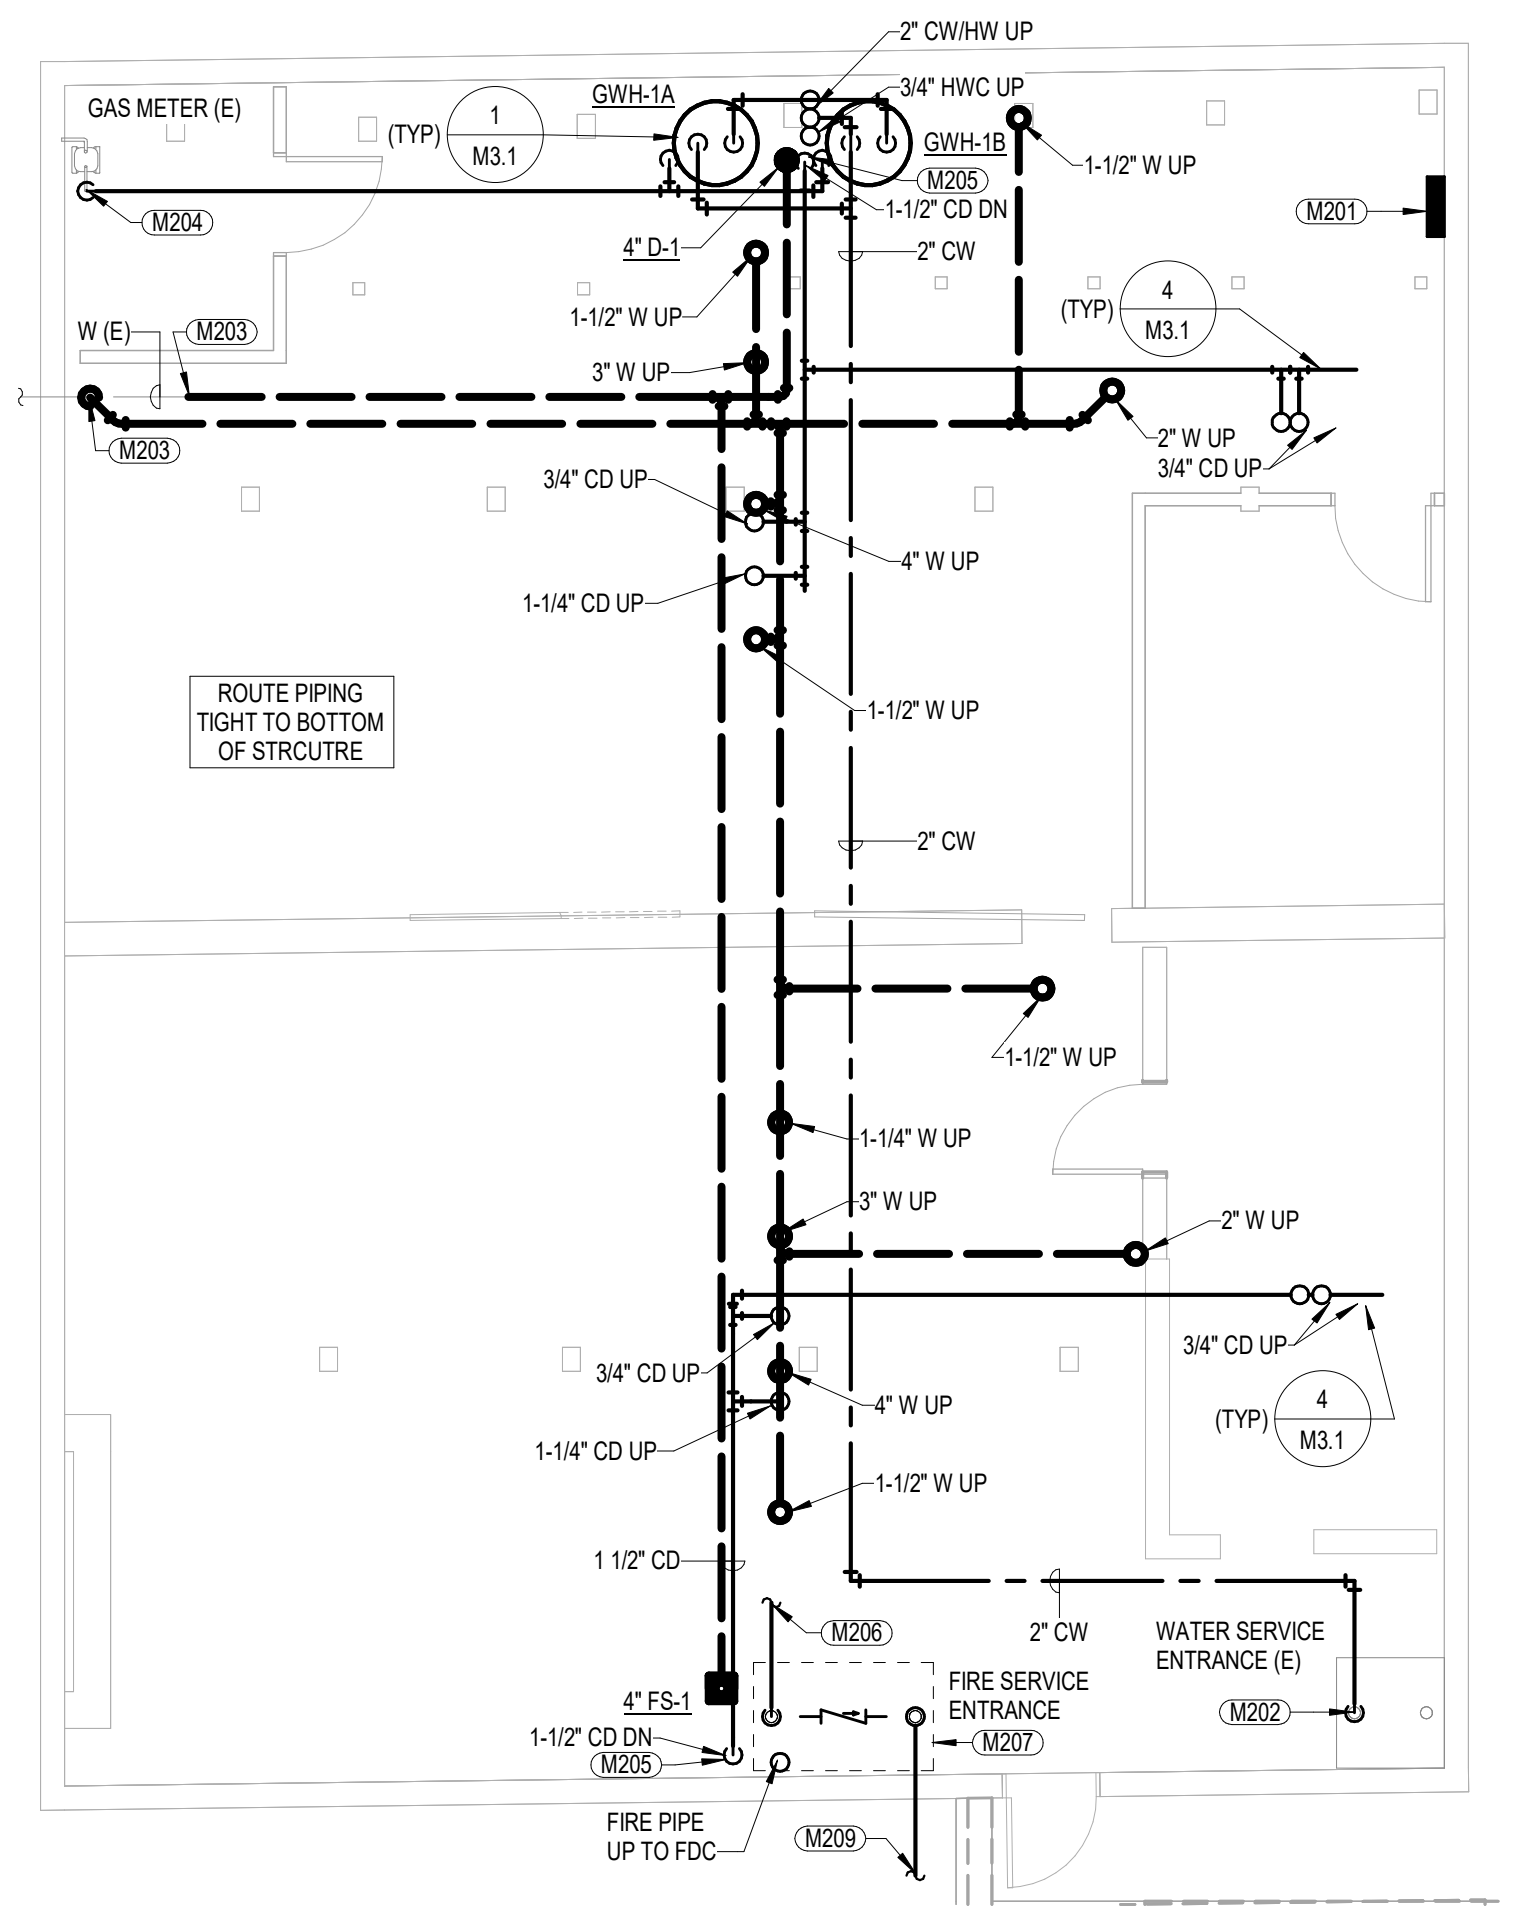 2" CW/HW UP
3/4" HWC UP
GWH-1A
GAS METER (E)
1
(TYP)
M3.1
GWH-1B
1-1/2" W UP
M205
M201
M204
1-1/2" CD DN
4" D-1
2" CW
1-1/2" W UP
4
(TYP)
M3.1
W (E)
M203
3" W UP
M203
2" W UP
3/4" CD UP
3/4" CD UP
4" W UP
1-1/4" CD UP
ROUTE PIPING
TIGHT TO BOTTOM
OF STRCUTRE
1-1/2" W UP
2" CW
1-1/2" W UP
1-1/4" W UP
3" W UP
2" W UP
3/4" CD UP
3/4" CD UP
4
(TYP)
M3.1
4" W UP
1-1/4" CD UP
1-1/2" W UP
1 1/2" CD
M206
2" CW
WATER SERVICE
ENTRANCE (E)
FIRE SERVICE
ENTRANCE
4" FS-1
M202
1-1/2" CD DN
M205
M207
FIRE PIPE
UP TO FDC
M209